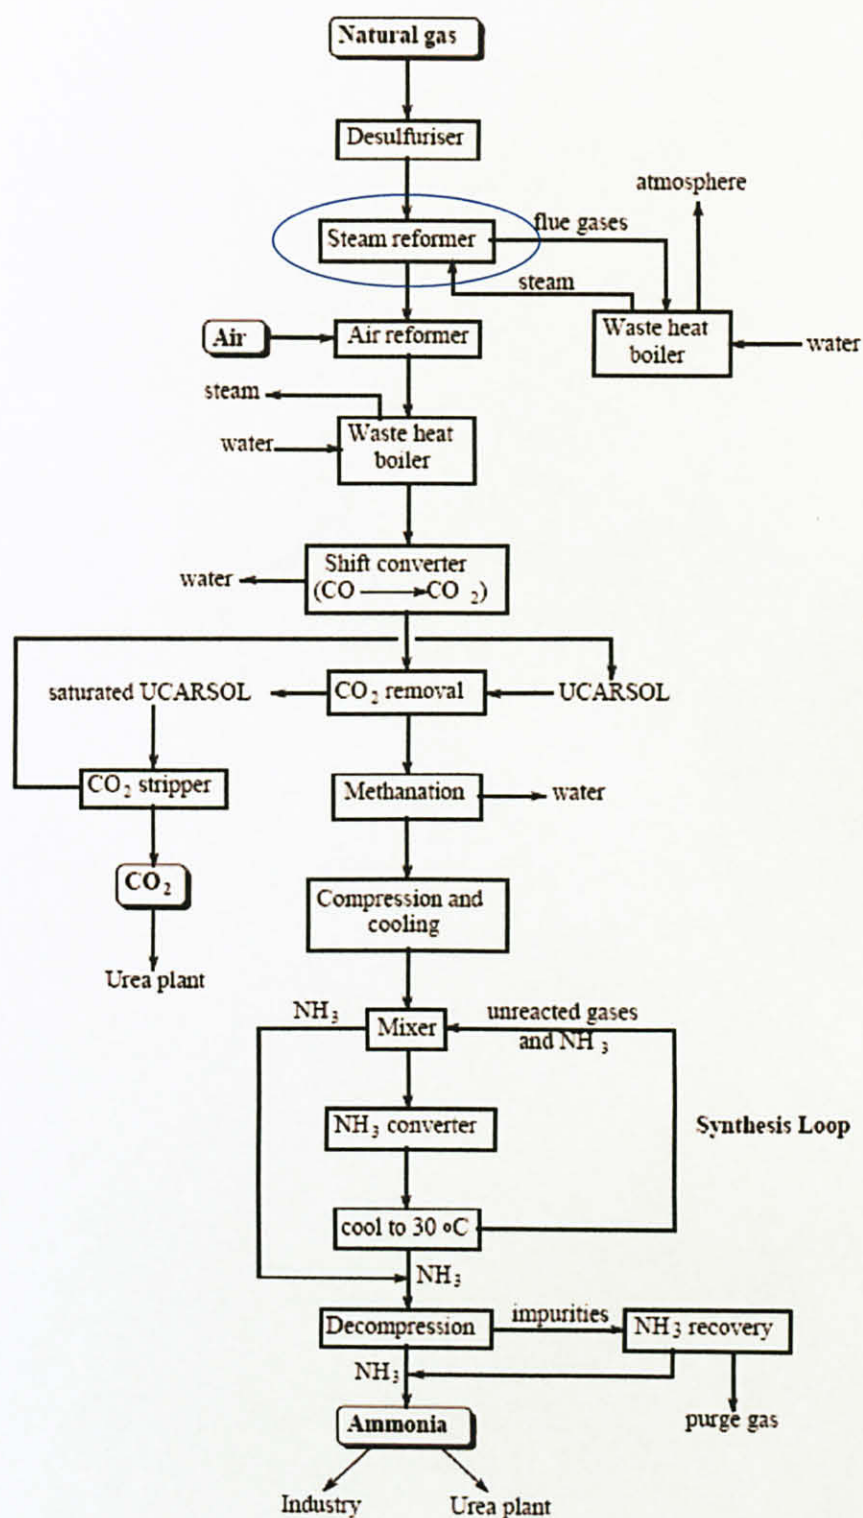 Natural gas
Desulfuriser
atmosphere
Steam reformer
flue gases
steam
Air
Air reformer
Waste heat
boiler
water
steam
water
Waste heat
boiler
Shift converter
(CO → CO 2)
water
saturated UCARSOL
CO2 removal
UCARSOL
CO2 stripper
Methanation
water
CO2
Compression and
cooling
Urea plant
NH3
Mixer
unreacted gases
and NH 3
NH3 converter
Synthesis Loop
cool to 30 °C
NH3
Decompression
impurities
NH3 recovery
NH3
purge gas
Ammonia
Industry
Urea plant